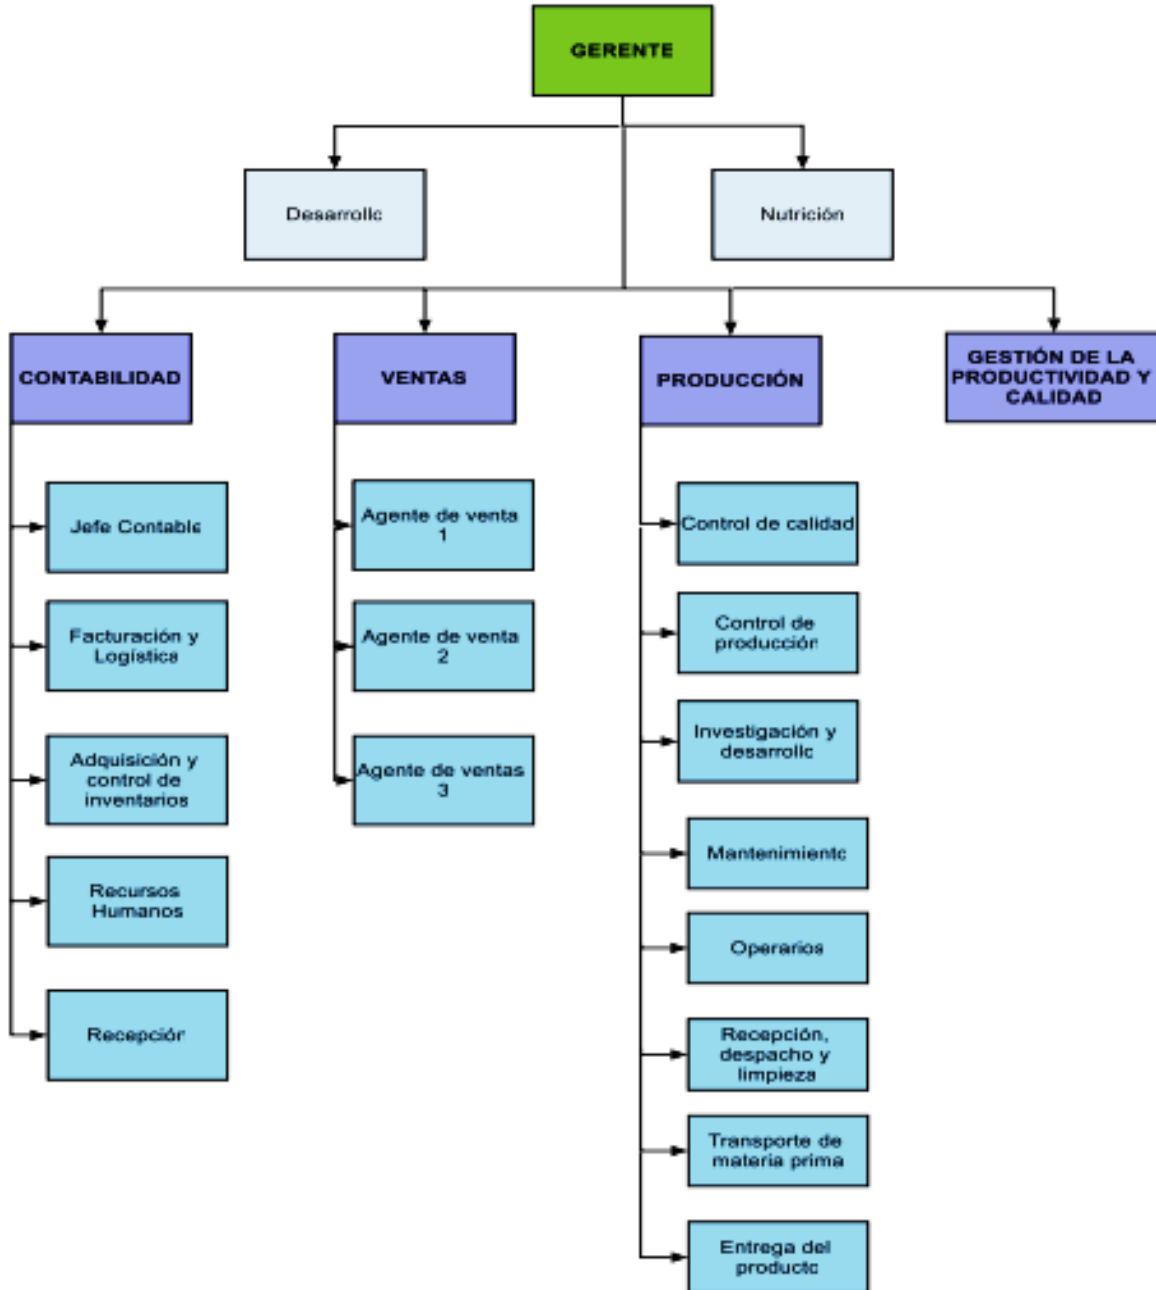 GERENTE
Desarrollo
Nutrición
CONTABILIDAD
VENTAS
PRODUCCIÓN
GESTIÓN DE LA
PRODUCTIVIDAD Y
CALIDAD
Jefe Contable
Facturación y
Logística
Adquisición y
control de
inventarios
Recursos
Humanos
Recepción
Agente de venta
1
Agente de venta
2
Agente de ventas
3
Control de calidad
Control de
producción
Investigación y
desarrollo
Mantenimiento
Operarios
Recepción,
despacho y
limpieza
Transporte de
materia prima
Entrega del
producto